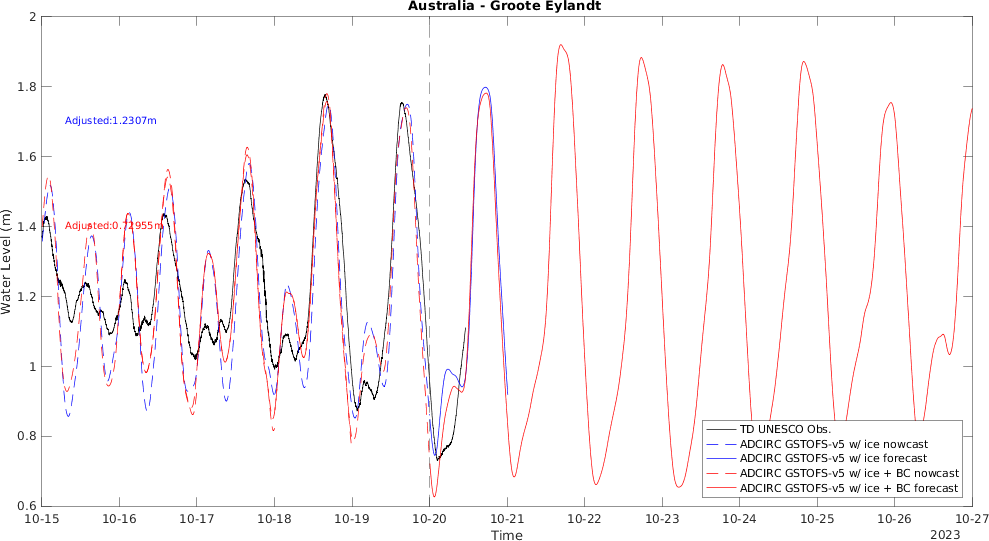 Australia - Groote Eylandt
2
1.8
1.6
1.4
1.2
1
0.8
0.6
Water Level (m)
Adjusted:1.2307m
Adjusted:0.72955m
TD UNESCO Obs.
ADCIRC GSTOFS-v5 w/ ice nowcast
ADCIRC GSTOFS-v5 w/ ice forecast
ADCIRC GSTOFS-v5 w/ ice + BC nowcast
ADCIRC GSTOFS-v5 w/ ice + BC forecast
10-15 10-16 10-17 10-18 10-19 10-20 10-21 10-22 10-23 10-24 10-25 10-26 10-27
Time
2023